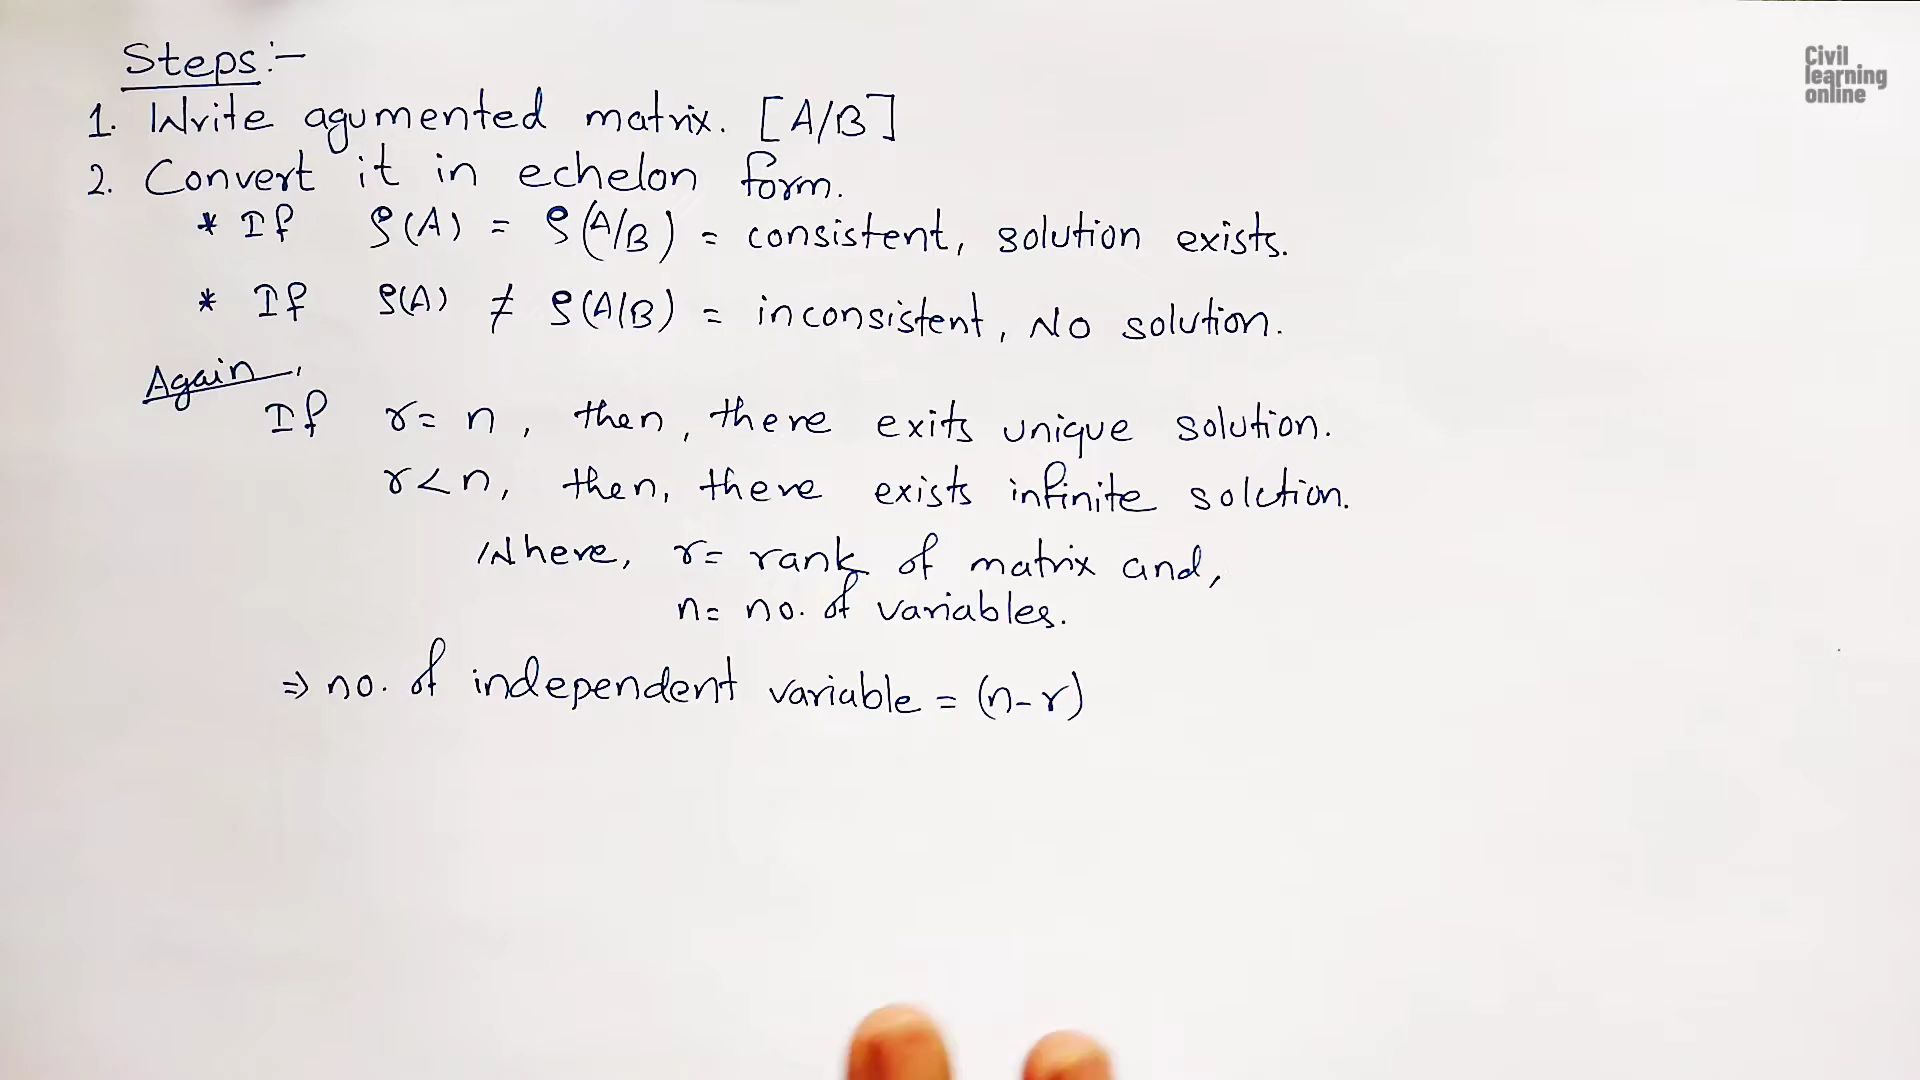 Steps:-
1. Write agumented matrix. [A/B]
2. Convert it in echelon form.
* If ρ(A) = ρ(A/B) = consistent, solution exists.
* If ρ(A) ≠ ρ(A/B) = inconsistent, No solution.
Again,
If r = n, then, there exits unique solution.
r<n, then, there exists infinite solution.
Where, r = rank of matrix and,
n = no. of variables.
⇒ no. of independent variable = (n-r)
Civil
learning
online